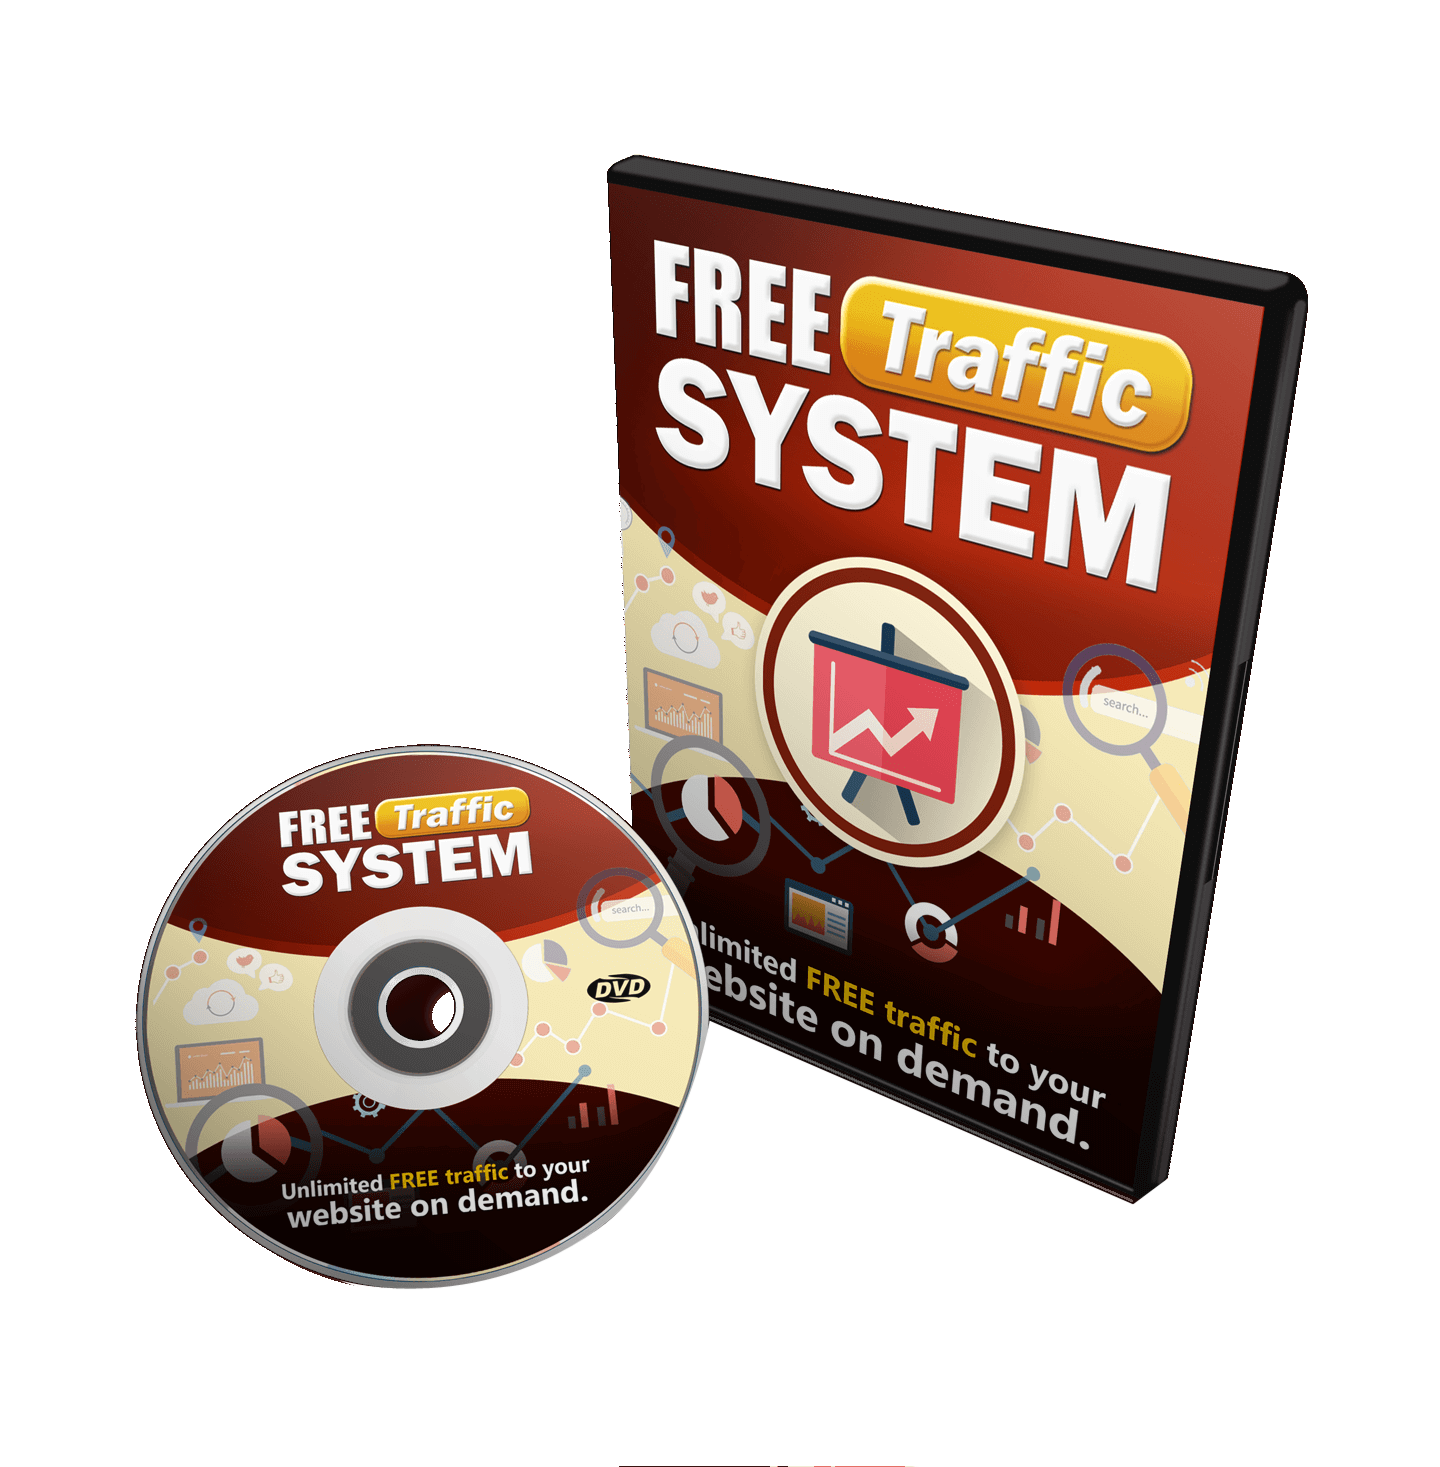 FREE Traffic
SYSTEM
search...
nlimited FREE traffic to your
ebsite on demand.
FREE Traffic
SYSTEM
search...
DVD
Unlimited FREE traffic to your
website on demand.